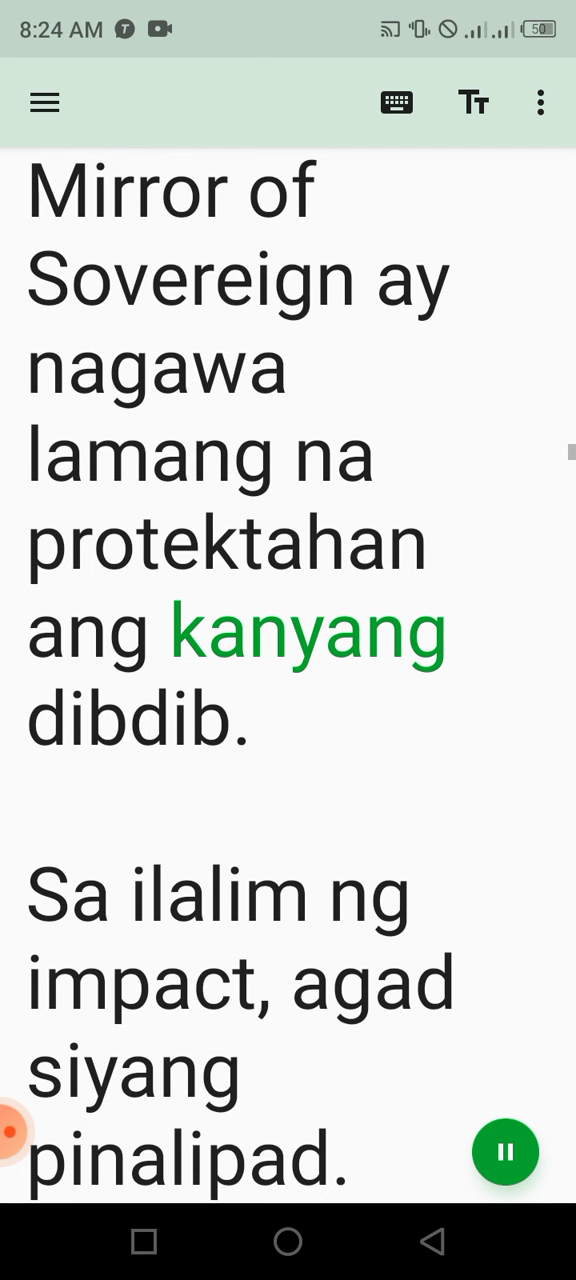 8:24 AM
50
Mirror of
Sovereign ay
nagawa
lamang na
protektahan
ang kanyang
dibdib.
Sa ilalim ng
impact, agad
siyang
pinalipad.